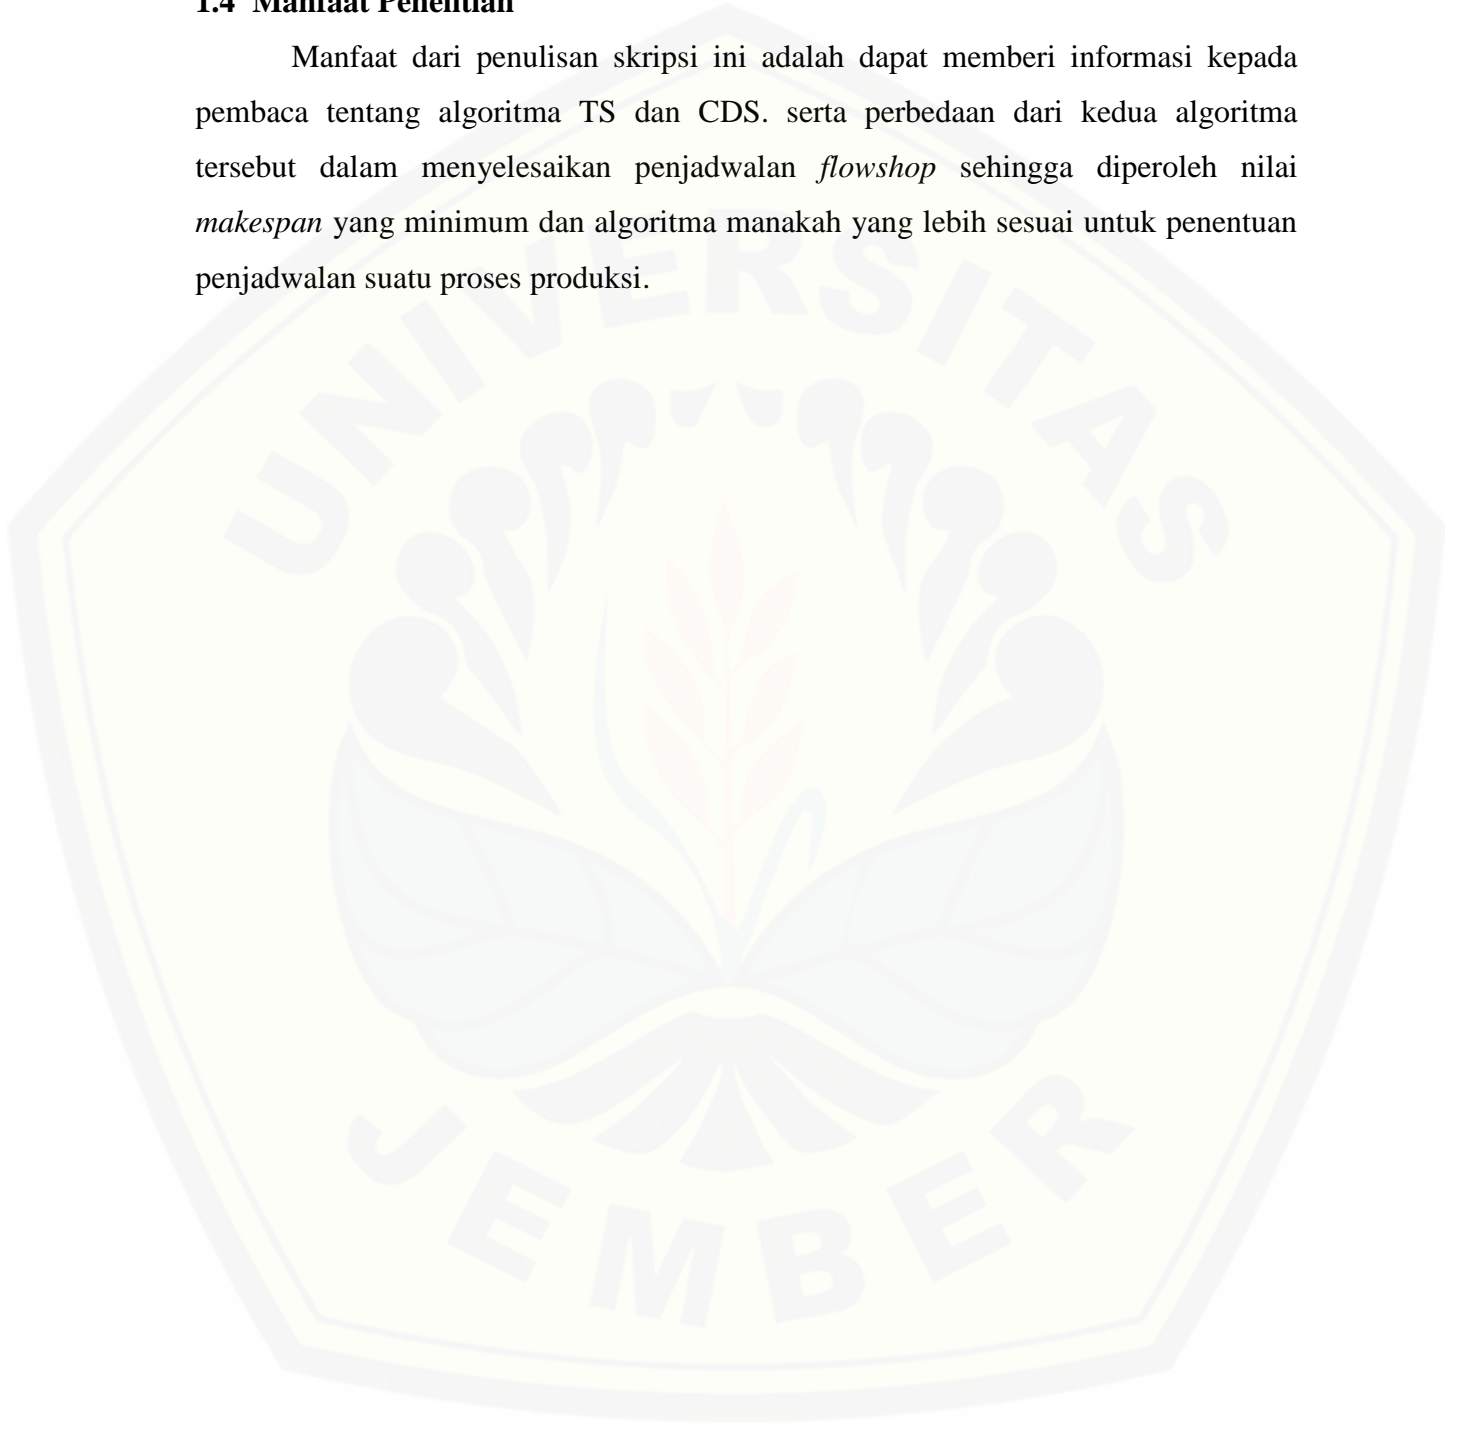 1.4 Manfaat Penelitian
Manfaat dari penulisan skripsi ini adalah dapat memberi informasi kepada
pembaca tentang algoritma TS dan CDS. serta perbedaan dari kedua algoritma
tersebut dalam menyelesaikan penjadwalan flowshop sehingga diperoleh nilai
makespan yang minimum dan algoritma manakah yang lebih sesuai untuk penentuan
penjadwalan suatu proses produksi.
UNIVERSITAS
JEMBER